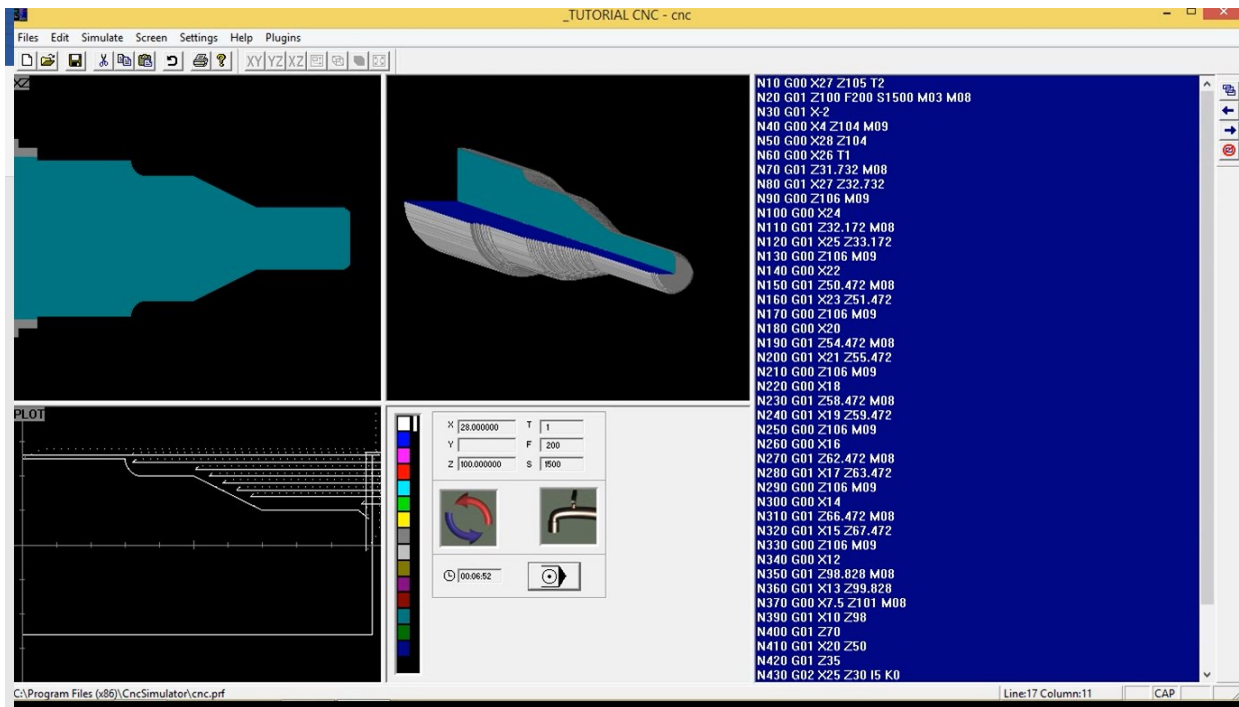 _TUTORIAL CNC - cnc
Files Edit Simulate Screen Settings Help Plugins
XY YZ XZ
XZ
PLOT
X 28.000000 T 1
Y F 200
Z 100.000000 S 1500
00:06:52
N10 G00 X27 Z105 T2
N20 G01 Z100 F200 S1500 M03 M08
N30 G01 X-2
N40 G00 X4 Z104 M09
N50 G00 X28 Z104
N60 G00 X26 T1
N70 G01 Z31.732 M08
N80 G01 X27 Z32.732
N90 G00 Z106 M09
N100 G00 X24
N110 G01 Z32.172 M08
N120 G01 X25 Z33.172
N130 G00 Z106 M09
N140 G00 X22
N150 G01 Z50.472 M08
N160 G01 X23 Z51.472
N170 G00 Z106 M09
N180 G00 X20
N190 G01 Z54.472 M08
N200 G01 X21 Z55.472
N210 G00 Z106 M09
N220 G00 X18
N230 G01 Z58.472 M08
N240 G01 X19 Z59.472
N250 G00 Z106 M09
N260 G00 X16
N270 G01 Z62.472 M08
N280 G01 X17 Z63.472
N290 G00 Z106 M09
N300 G00 X14
N310 G01 Z66.472 M08
N320 G01 X15 Z67.472
N330 G00 Z106 M09
N340 G00 X12
N350 G01 Z98.828 M08
N360 G01 X13 Z99.828
N370 G00 X7.5 Z101 M08
N390 G01 X10 Z98
N400 G01 Z70
N410 G01 X20 Z50
N420 G01 Z35
N430 G02 X25 Z30 I5 K0
C:\Program Files (x86)\CncSimulator\cnc.prf
Line:17 Column:11 CAP